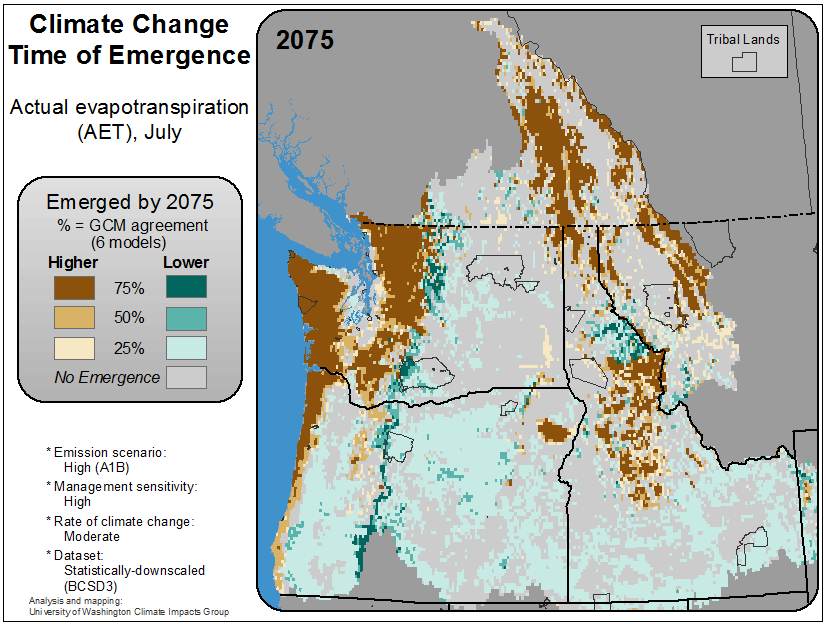 Climate Change
Time of Emergence
Actual evapotranspiration
(AET), July
Emerged by 2075
% = GCM agreement
(6 models)
Higher
Lower
75%
50%
25%
No Emergence
* Emission scenario:
High (A1B)
* Management sensitivity:
High
* Rate of climate change:
Moderate
* Dataset:
Statistically-downscaled
(BCSD3)
Analysis and mapping:
University of Washington Climate Impacts Group
2075
Tribal Lands